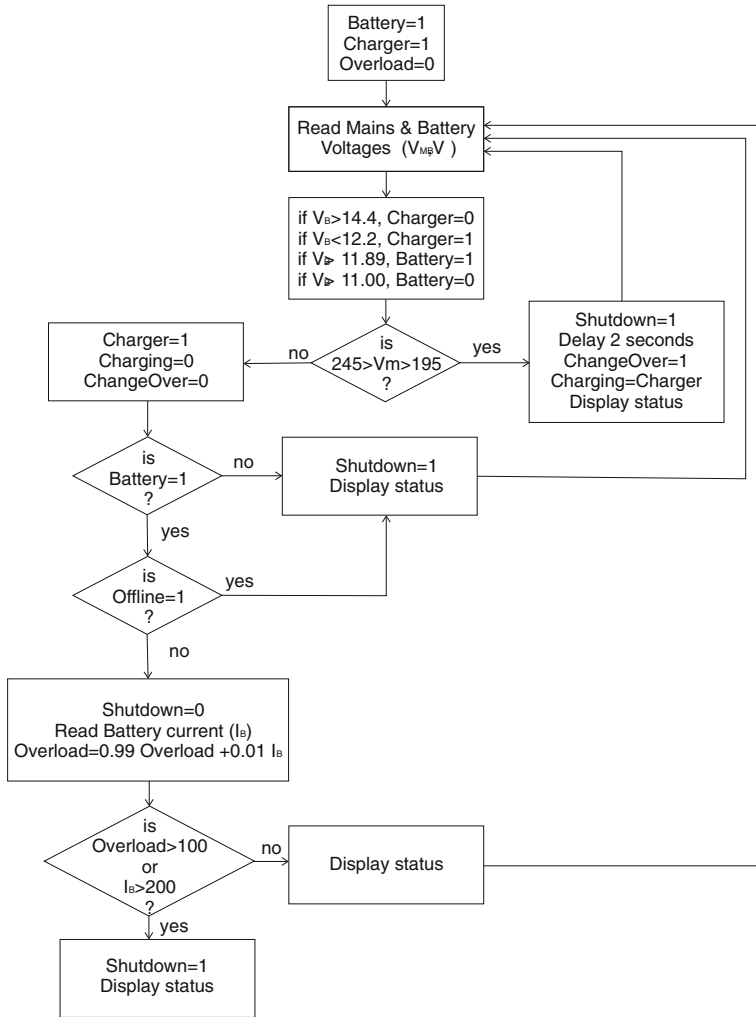 Battery=1
Charger=1
Overload=0
Read Mains & Battery
Voltages (VMB,V )
if VB>14.4, Charger=0
if VB<12.2, Charger=1
if VB> 11.89, Battery=1
if VB> 11.00, Battery=0
is
245>Vm>195
?
no
yes
Charger=1
Charging=0
ChangeOver=0
Shutdown=1
Delay 2 seconds
ChangeOver=1
Charging=Charger
Display status
is
Battery=1
?
no
yes
Shutdown=1
Display status
is
Offline=1
?
yes
no
Shutdown=0
Read Battery current (IB)
Overload=0.99 Overload +0.01 IB
is
Overload>100
or
IB>200
?
no
yes
Display status
Shutdown=1
Display status